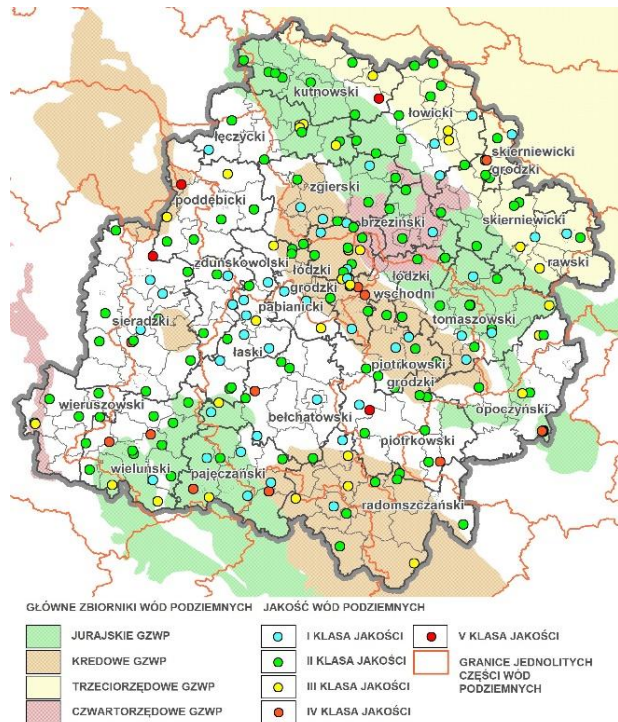 kutnowski
łowicki
łęczycki
skierniewicki
grodzki
zgierski
poddębicki
brzeziński
skierniewicki
zduńskowolski
łódzki
rawski
łódzki
grodzki
wschodni
pabianicki
sieradzki
tomaszowski
łaski
piotrkowski
grodzki
wieruszowski
opoczyński
bełchatowski
piotrkowski
wieluński
pajęczański
radomszczański
GŁÓWNE ZBIORNIKI WÓD PODZIEMNYCH JAKOŚĆ WÓD PODZIEMNYCH
JURAJSKIE GZWP I KLASA JAKOŚCI V KLASA JAKOŚCI
KREDOWE GZWP II KLASA JAKOŚCI GRANICE JEDNOLITYCH
CZĘŚCI WÓD
PODZIEMNYCH
TRZECIORZĘDOWE GZWP III KLASA JAKOŚCI
CZWARTORZĘDOWE GZWP IV KLASA JAKOŚCI